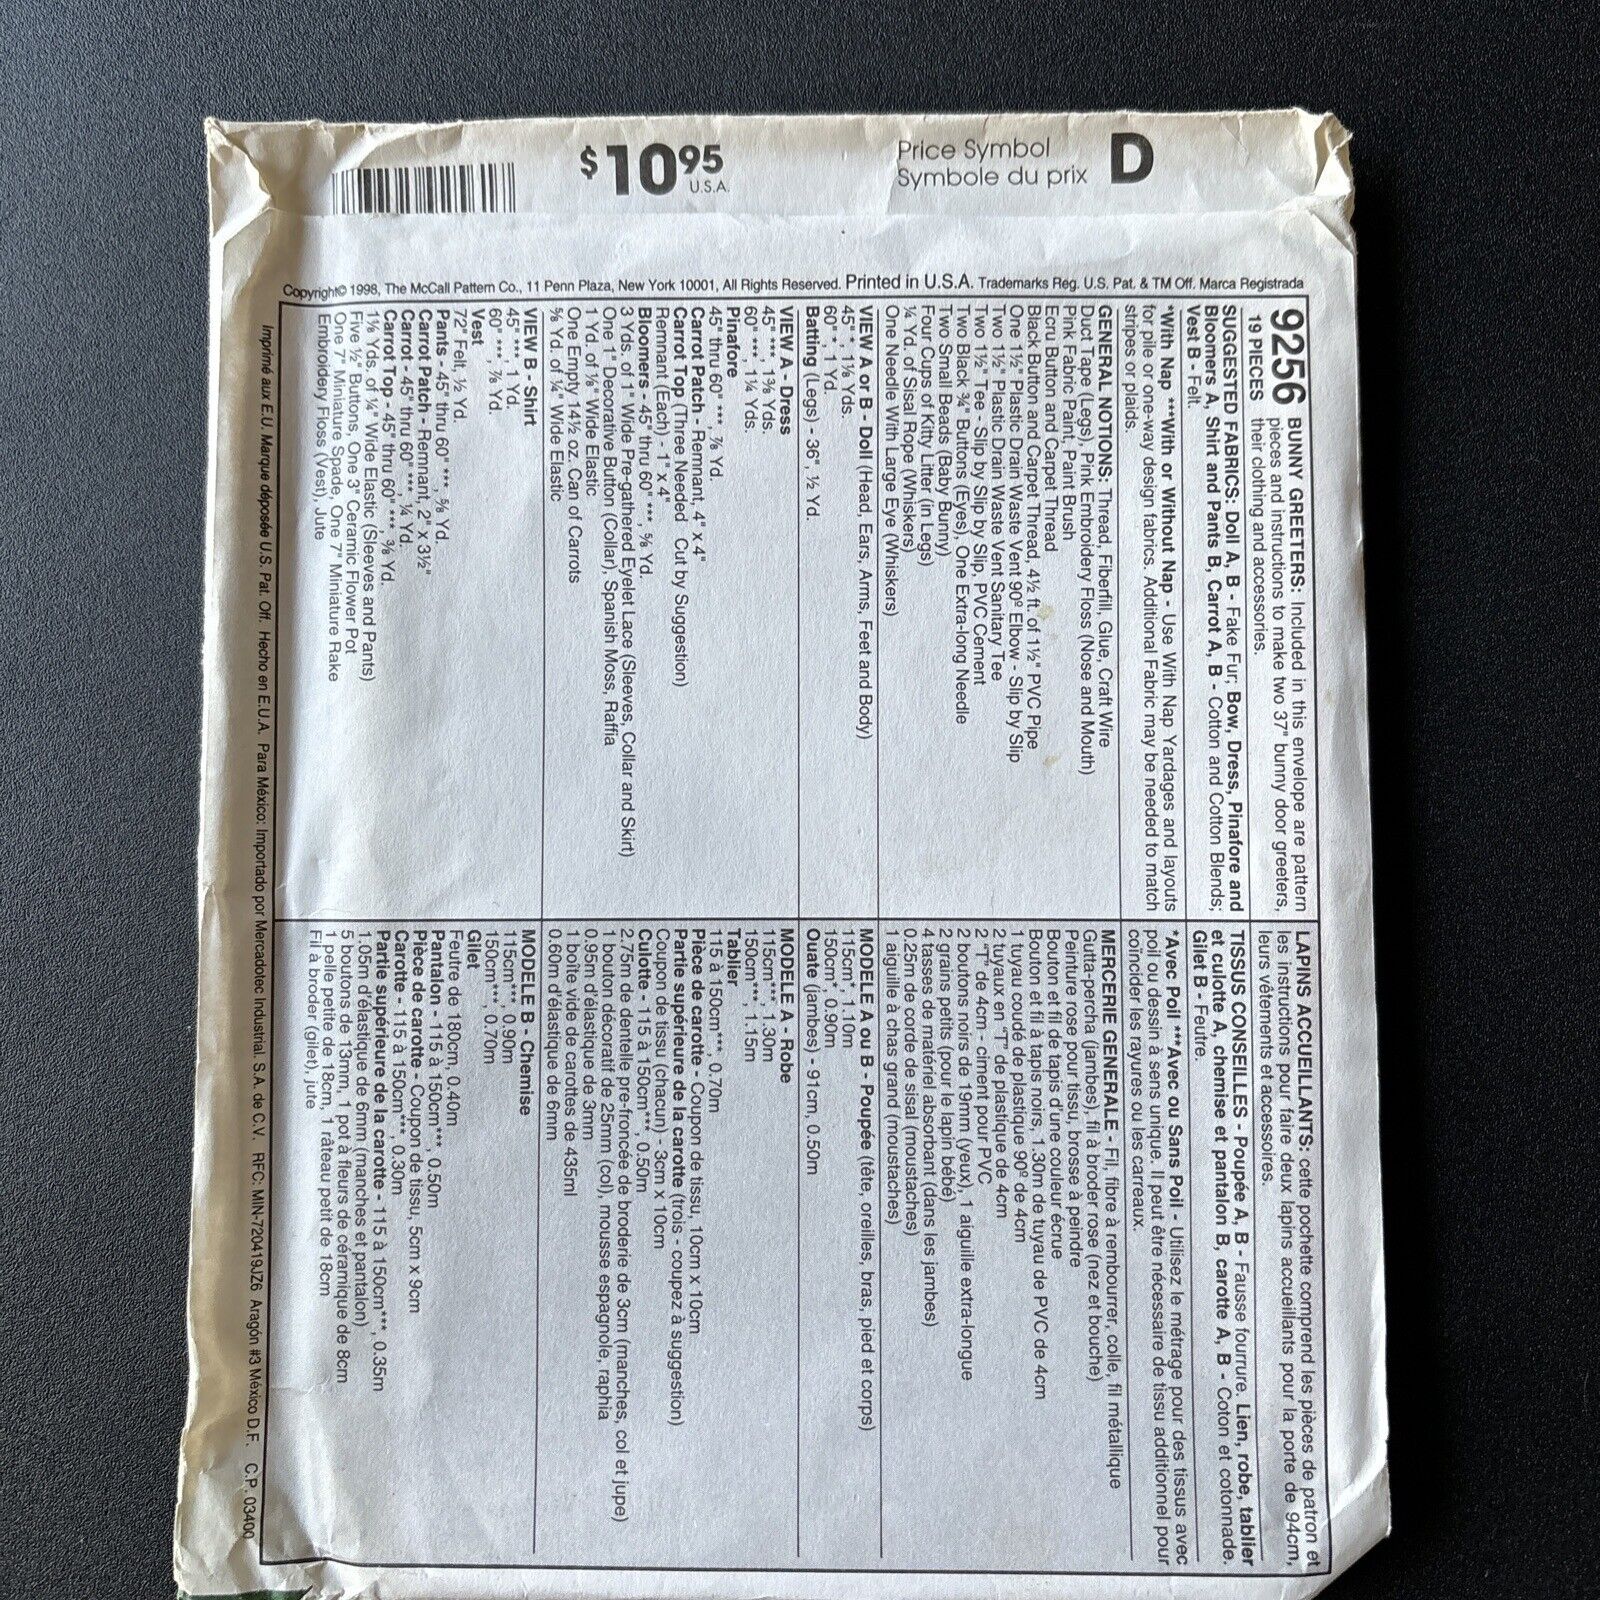 $10.95
U.S.A.
Price Symbol
Symbole du prix
D
Copyright© 1998, The McCall Pattern Co., 11 Penn Plaza, New York 10001, All Rights Reserved. Printed in U.S.A. Trademarks Reg. U.S. Pat. & TM Off. Marca Registrada
9256
19 PIECES
BUNNY GREETERS: Included in this envelope are pattern
pieces and instructions to make two 37" bunny door greeters,
their clothing and accessories.
SUGGESTED FABRICS: Doll A, B - Fake Fur; Bow, Dress, Pinafore and
Bloomers A, Shirt and Pants B, Carrot A, B - Cotton and Cotton Blends;
Vest B - Felt.
*With Nap ***With or Without Nap - Use With Nap Yardages and layouts
for pile or one-way design fabrics. Additional Fabric may be needed to match
stripes or plaids.
GENERAL NOTIONS: Thread, Fiberfill, Glue, Craft Wire
Duct Tape (Legs), Pink Embroidery Floss (Nose and Mouth)
Pink Fabric Paint, Paint Brush
Ecru Button and Carpet Thread
Black Button and Carpet Thread, 4½ ft. of 1½" PVC Pipe
One 1½" Plastic Drain Waste Vent 90º Elbow - Slip by Slip
Two 1½" Plastic Drain Waste Vent Sanitary Tee
Two 1½" Tee - Slip by Slip by Slip, PVC Cement
Two Black ¾" Buttons (Eyes), One Extra-long Needle
Two Small Beads (Baby Bunny)
Four Cups of Kitty Litter (in Legs)
¼ Yd. of Sisal Rope (Whiskers)
One Needle With Large Eye (Whiskers)
VIEW A or B - Doll (Head, Ears, Arms, Feet and Body)
45" *, 1⅛ Yds.
60" *, 1 Yd.
Batting (Legs) - 36", ½ Yd.
VIEW A - Dress
45" ***, 1⅜ Yds.
60" ***, 1¼ Yds.
Pinafore
45" thru 60" ***, ⅞ Yd.
Carrot Patch - Remnant, 4" x 4"
Carrot Top (Three Needed Cut by Suggestion)
Remnant (Each) - 1" x 4"
Bloomers - 45" thru 60" ***, ⅝ Yd.
3 Yds. of 1" Wide Pre-gathered Eyelet Lace (Sleeves, Collar and Skirt)
One 1" Decorative Button (Collar), Spanish Moss, Raffia
1 Yd. of ⅛" Wide Elastic
One Empty 14½ oz. Can of Carrots
⅝ Yd. of ¼" Wide Elastic
VIEW B - Shirt
45" ***, 1 Yd.
60" ***, ⅞ Yd.
Vest
72" Felt, ½ Yd.
Pants - 45" thru 60" ***, ⅝ Yd.
Carrot Patch - Remnant, 2" x 3½"
Carrot - 45" thru 60" ***, ¼ Yd.
Carrot Top - 45" thru 60" ***, ⅜ Yd.
1⅛ Yds. of ¼" Wide Elastic (Sleeves and Pants)
Five ½" Buttons, One 3" Ceramic Flower Pot
One 7" Miniature Spade, One 7" Miniature Rake
Embroidery Floss (Vest), Jute
LAPINS ACCUEILLANTS: cette pochette comprend les pièces de patron et
les instructions pour faire deux lapins accueillants pour la porte de 94cm,
leurs vêtements et accessoires.
TISSUS CONSEILLES - Poupée A, B - Fausse fourrure. Lien, robe, tablier
et culotte A, chemise et pantalon B, carotte A, B - Coton et cotonnade.
Gilet B - Feutre.
*Avec Poil ***Avec ou Sans Poil - Utilisez le métrage pour des tissus avec
poil ou dessin à sens unique. Il peut être nécessaire de tissu additionnel pour
coincider les rayures ou les carreaux.
MERCERIE GENERALE - Fil, fibre à rembourrer, colle, fil métallique
Gutta-percha (jambes), fil à broder rose (nez et bouche)
Peinture rose pour tissu, brosse à peindre
Bouton et fil de tapis d'une couleur écrue
Bouton et fil à tapis noirs, 1.30m de tuyau de PVC de 4cm
1 tuyau coudé de plastique 90º de 4cm
2 tuyaux en "T" de plastique de 4cm
2 "T" de 4cm - ciment pour PVC
2 boutons noirs de 19mm (yeux), 1 aiguille extra-longue
2 grains petits (pour le lapin bébé)
4 tasses de matériel absorbant (dans les jambes)
0.25m de corde de sisal (moustaches)
1 aiguille à chas grand (moustaches)
MODELE A ou B - Poupée (tête, oreilles, bras, pied et corps)
115cm*, 1.10m
150cm*, 0.90m
Ouate (jambes) - 91cm, 0.50m
MODELE A - Robe
115cm***, 1.30m
150cm***, 1.15m
Tablier
115 à 150cm***, 0.70m
Pièce de carotte - Coupon de tissu, 10cm x 10cm
Partie supérieure de la carotte (trois - coupez à suggestion)
Coupon de tissu (chacun) - 3cm x 10cm
Culotte - 115 à 150cm***, 0.50m
2.75m de dentelle pre-froncée de broderie de 3cm (manches, col et jupe)
1 bouton décoratif de 25mm (col), mousse espagnole, raphia
0.95m d'élastique de 3mm
1 boîte vide de carottes de 435ml
0.60m d'élastique de 6mm
MODELE B - Chemise
115cm***, 0.90m
150cm***, 0.70m
Gilet
Feutre de 180cm, 0.40m
Pantalon - 115 à 150cm***, 0.50m
Pièce de carotte - Coupon de tissu, 5cm x 9cm
Carotte - 115 à 150cm***, 0.30m
Partie supérieure de la carotte - 115 à 150cm***, 0.35m
1.05m d'élastique de 6mm (manches et pantalon)
5 boutons de 13mm, 1 pot à fleurs de céramique de 8cm
1 pelle petite de 18cm, 1 râteau petit de 18cm
Fil à broder (gilet), jute
Imprimé aux E.U. Marque déposée U.S. Pat. Off. Hecho en E.U.A. Para México: Importado por Mercadotec Industrial. S.A. de C.V. RFC: MIN-720419JZ6 Aragón #3 México D.F. C.P. 03400